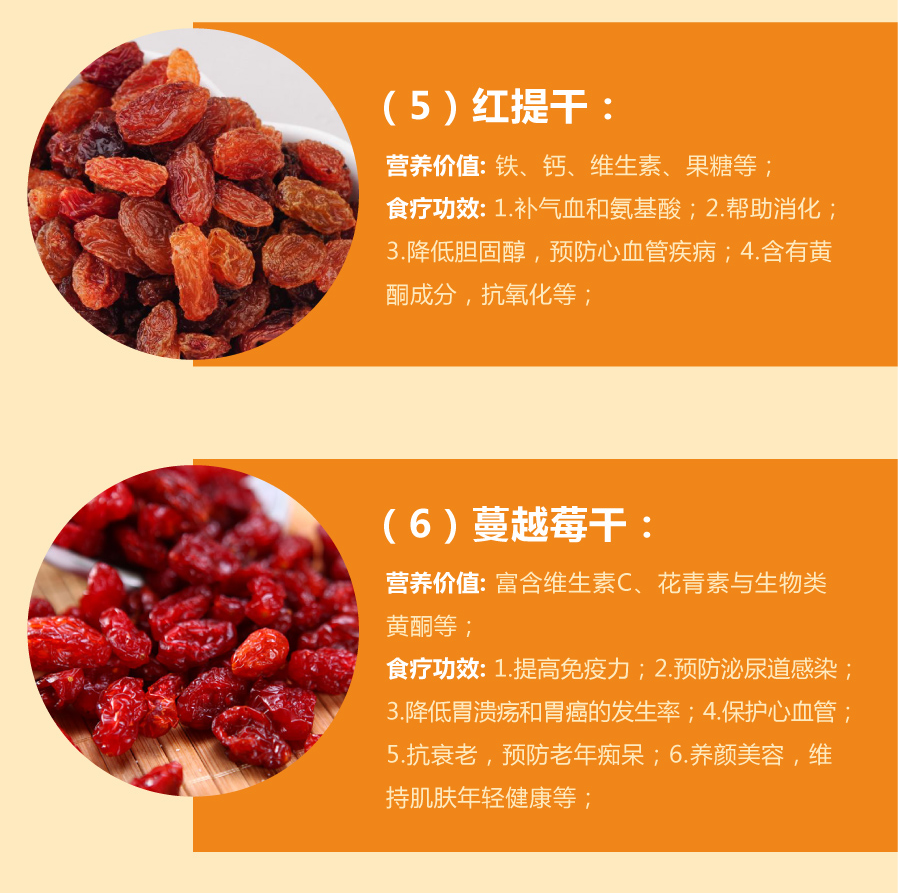 （5）红提干：
营养价值: 铁、钙、维生素、果糖等；
食疗功效: 1.补气血和氨基酸；2.帮助消化；
3.降低胆固醇，预防心血管疾病；4.含有黄
酮成分，抗氧化等；
（6）蔓越莓干：
营养价值: 富含维生素C、花青素与生物类
黄酮等；
食疗功效: 1.提高免疫力；2.预防泌尿道感染；
3.降低胃溃疡和胃癌的发生率；4.保护心血管；
5.抗衰老，预防老年痴呆；6.养颜美容，维
持肌肤年轻健康等；